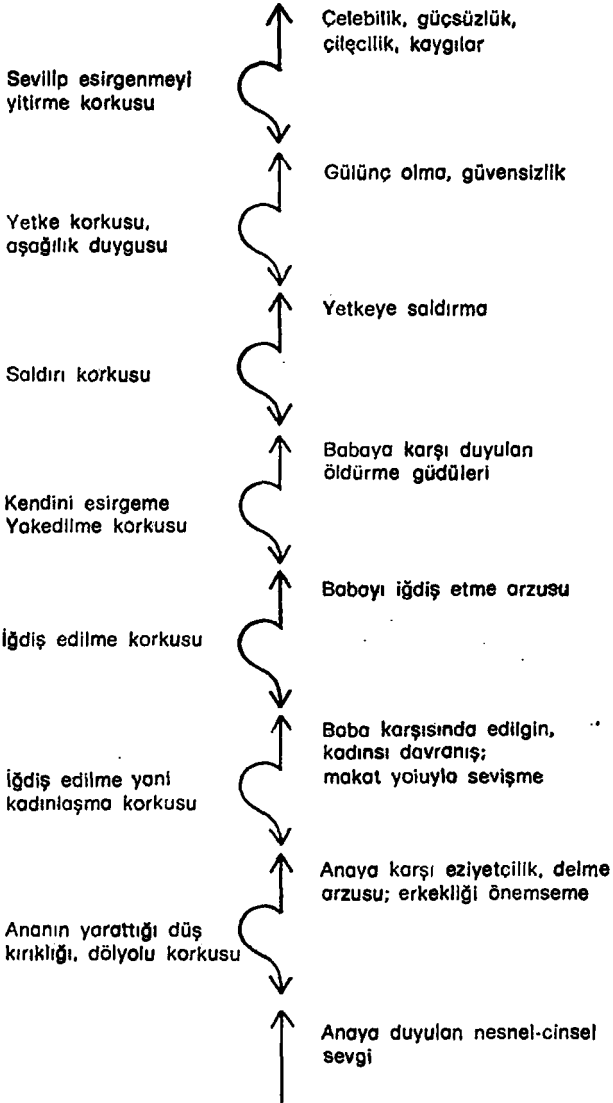 Çelebilik, güçsüzlük,
çilecilik, kaygılar
Sevilip esirgenmeyi
yitirme korkusu
Gülünç olma, güvensizlik
Yetke korkusu,
aşağılık duygusu
Yetkeye saldırma
Saldırı korkusu
Babaya karşı duyulan
öldürme güdüleri
Kendini esirgeme
Yokedilme korkusu
Babayı iğdiş etme arzusu
İğdiş edilme korkusu
Baba karşısında edilgin,
kadınsı davranış;
makat yoluyla sevişme
İğdiş edilme yani
kadınlaşma korkusu
Anaya karşı eziyetçilik, delme
arzusu; erkekliği önemseme
Ananın yarattığı düş
kırıklığı, dölyolu korkusu
Anaya duyulan nesnel-cinsel
sevgi